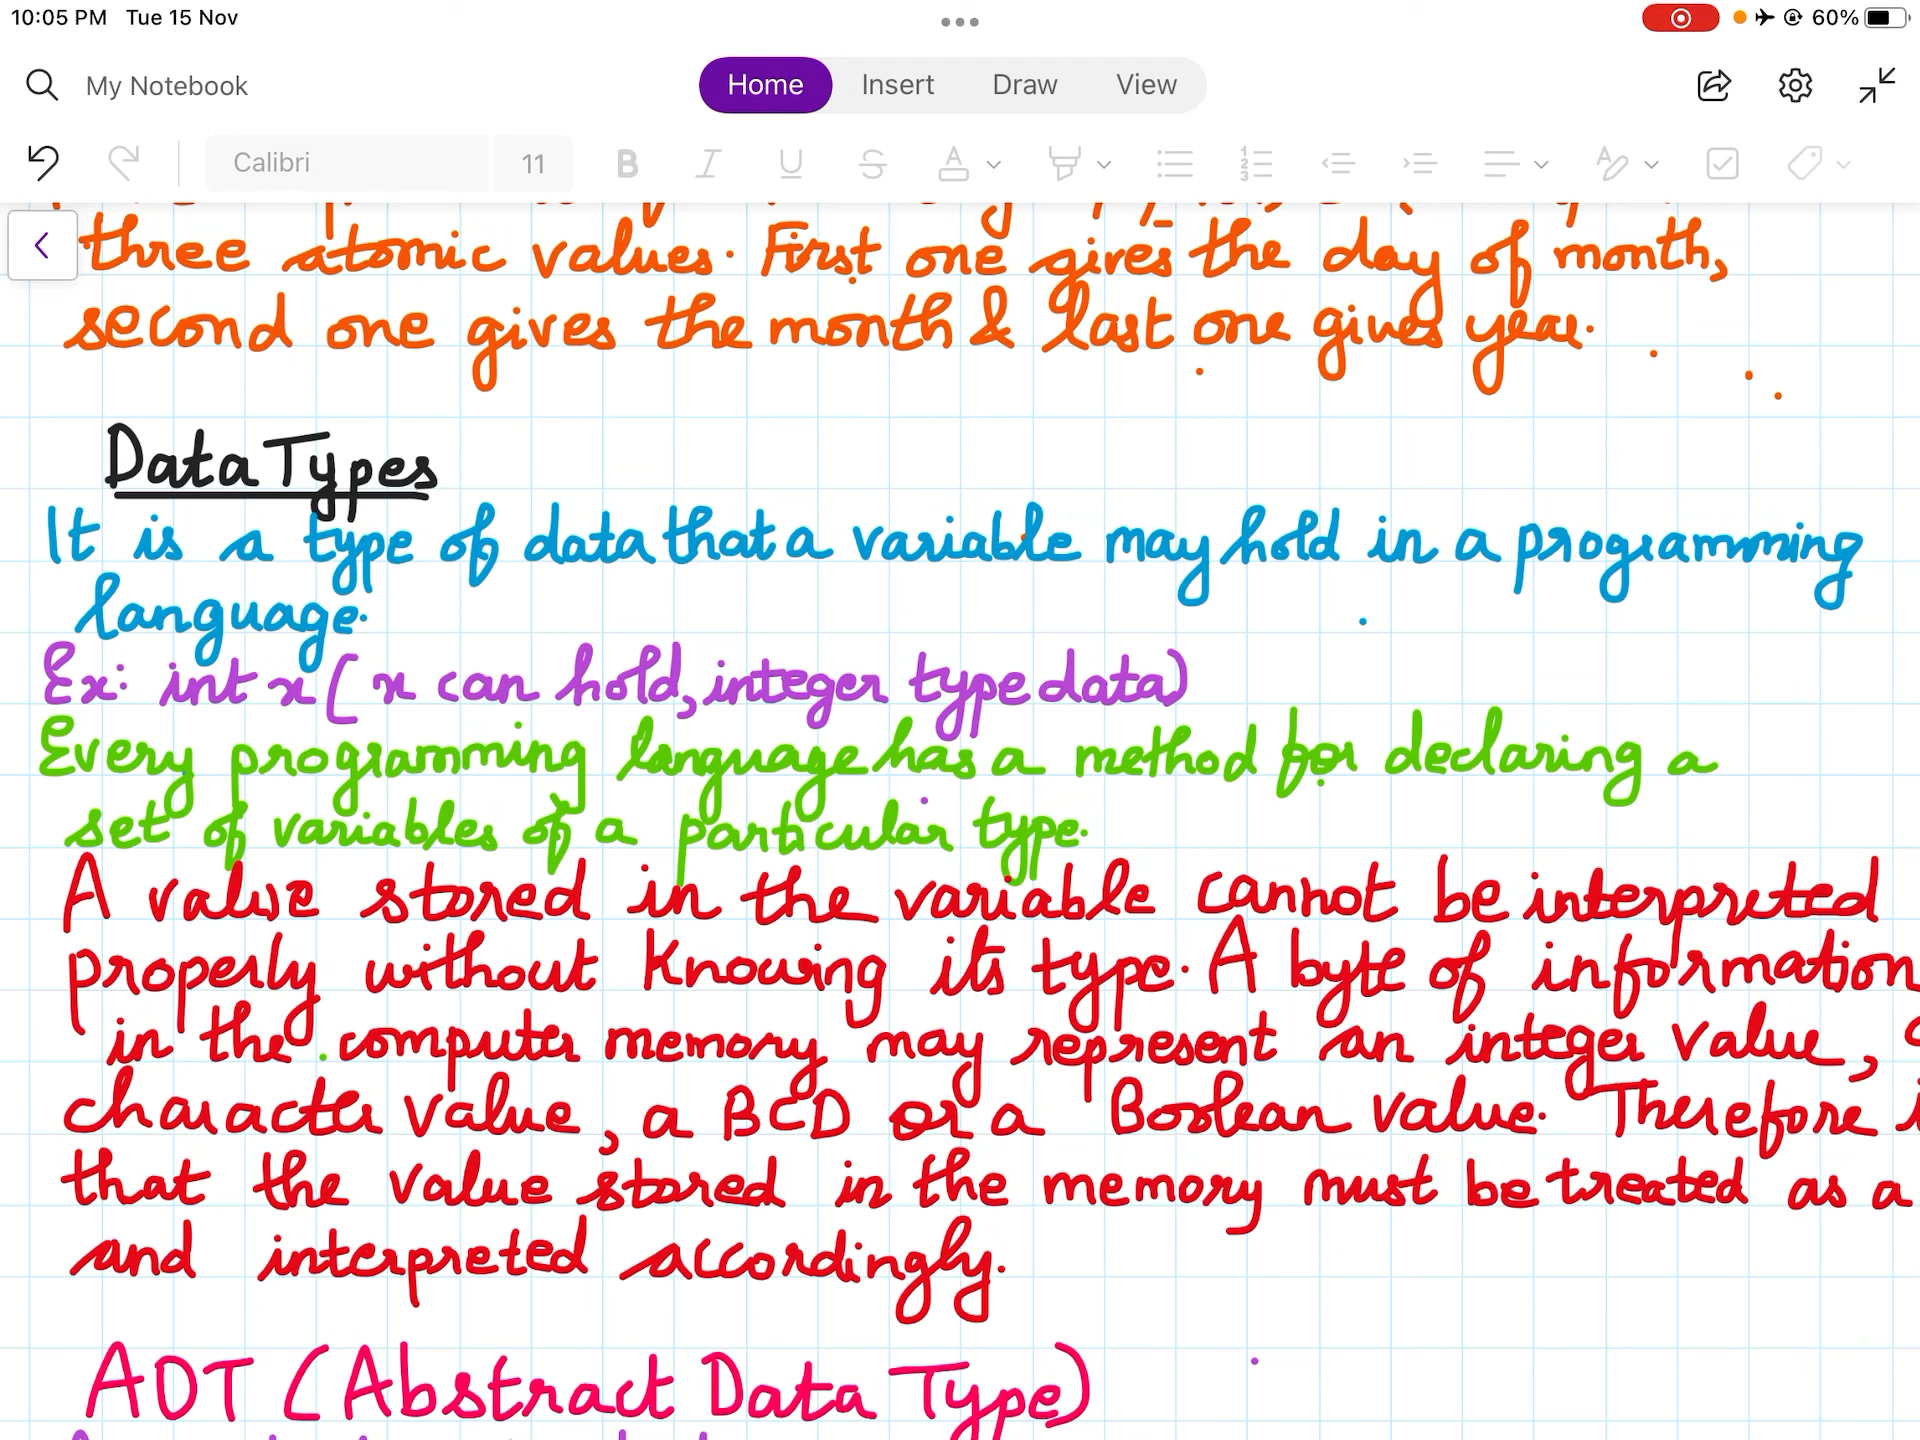 10:05 PM Tue 15 Nov
60%
My Notebook
Home Insert Draw View
Calibri 11
three atomic values. First one gives the day of month,
second one gives the month & last one gives year.
Data Types
It is a type of data that a variable may hold in a programming
language.
Ex: int x ( x can hold, integer type data)
Every programming language has a method for declaring a
set of variables of a particular type.
A value stored in the variable cannot be interpreted
properly without Knowing its type. A byte of information
in the computer memory may represent an integer value,
character value, a BCD or a Boolean value. Therefore
that the value stored in the memory must be treated as a
and interpreted accordingly.
ADT (Abstract Data Type)